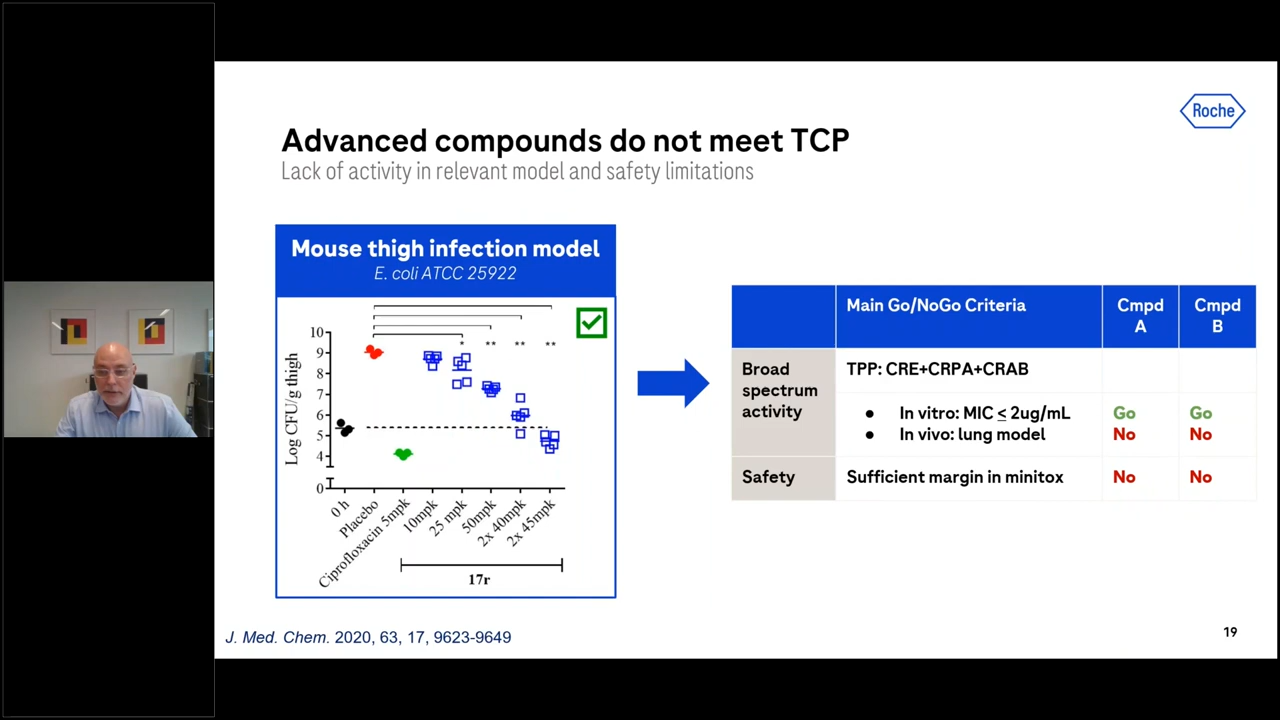 Roche
Advanced compounds do not meet TCP
Lack of activity in relevant model and safety limitations
Mouse thigh infection model
E. coli ATCC 25922
Log CFU/g thigh
10
9
8
7
6
5
4
0
* ** ** **
0 h
Placebo
Ciprofloxacin 5mpk
10mpk
25 mpk
50mpk
2x 40mpk
2x 45mpk
17r
Main Go/NoGo Criteria
Cmpd
A
Cmpd
B
Broad
spectrum
activity
TPP: CRE+CRPA+CRAB
● In vitro: MIC ≤ 2ug/mL
Go
Go
● In vivo: lung model
No
No
Safety
Sufficient margin in minitox
No
No
J. Med. Chem. 2020, 63, 17, 9623-9649
19